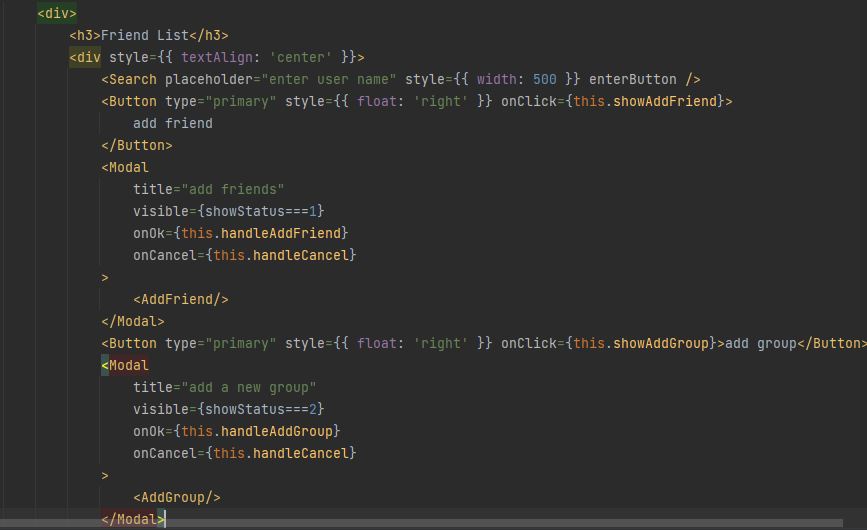 <div>
<h3>Friend List</h3>
<div style={{ textAlign: 'center' }}>
<Search placeholder="enter user name" style={{ width: 500 }} enterButton />
<Button type="primary" style={{ float: 'right' }} onClick={this.showAddFriend}>
add friend
</Button>
<Modal
title="add friends"
visible={showStatus===1}
onOk={this.handleAddFriend}
onCancel={this.handleCancel}
>
<AddFriend/>
</Modal>
<Button type="primary" style={{ float: 'right' }} onClick={this.showAddGroup}>add group</Button>
<Modal
title="add a new group"
visible={showStatus===2}
onOk={this.handleAddGroup}
onCancel={this.handleCancel}
>
<AddGroup/>
</Modal>